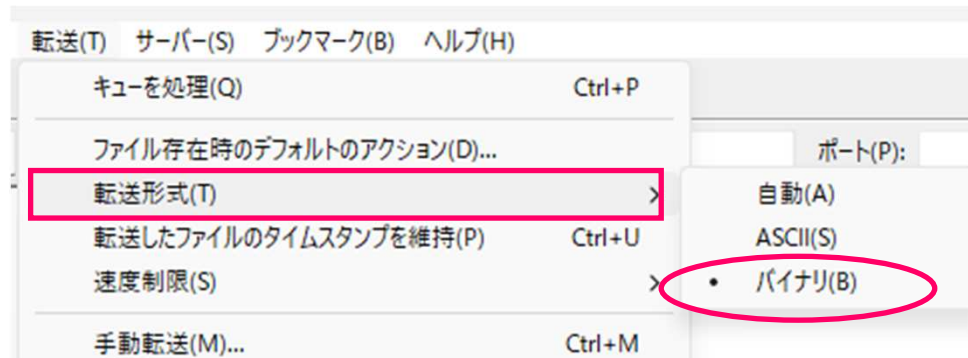 転送(T) サーバー(S) ブックマーク(B) ヘルプ(H)
キューを処理(Q) Ctrl+P
ファイル存在時のデフォルトのアクション(D)...
ポート(P):
転送形式(T) >
自動(A)
転送したファイルのタイムスタンプを維持(P) Ctrl+U
ASCII(S)
速度制限(S) >
• バイナリ(B)
手動転送(M)... Ctrl+M